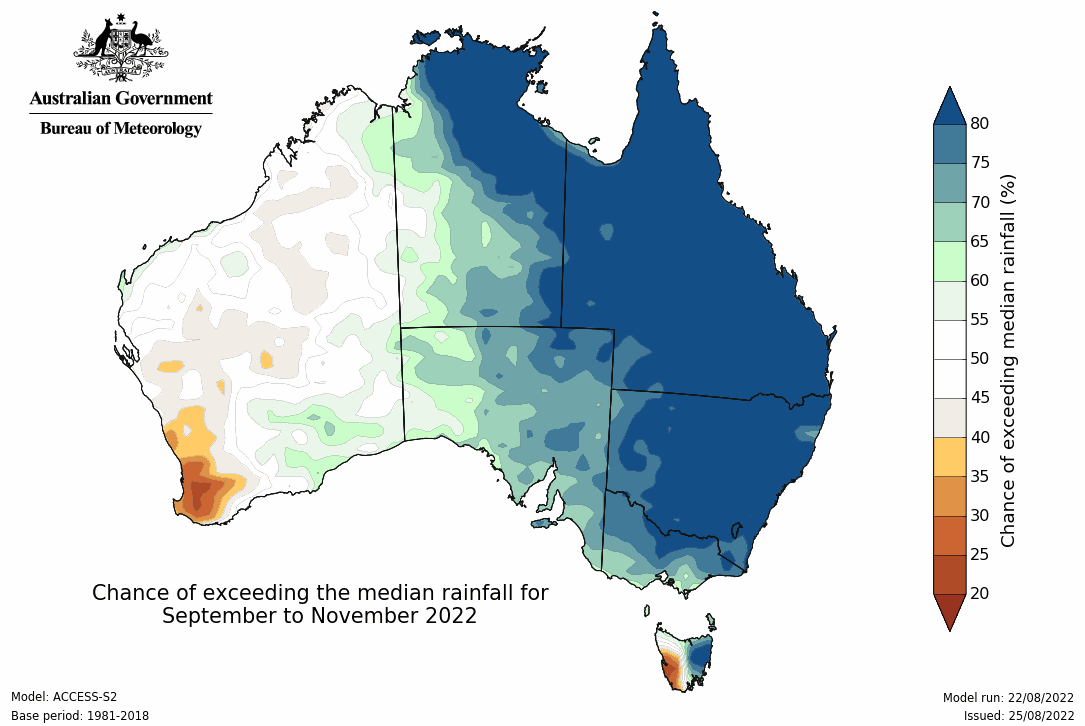 Australian Government
Bureau of Meteorology
80
75
70
65
60
55
50
45
40
35
30
25
20
Chance of exceeding median rainfall (%)
Chance of exceeding the median rainfall for
September to November 2022
Model: ACCESS-S2
Base period: 1981-2018
Model run: 22/08/2022
Issued: 25/08/2022